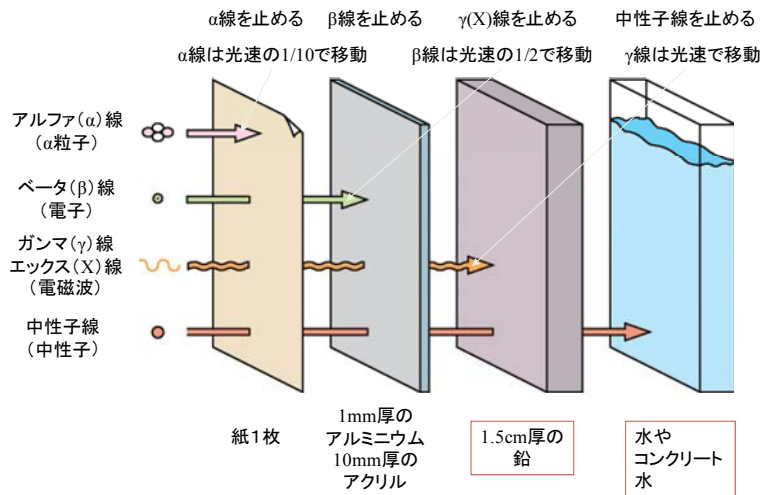 α線を止める
β線を止める
γ(X)線を止める
中性子線を止める
α線は光速の1/10で移動
β線は光速の1/2で移動
γ線は光速で移動
アルファ(α)線
(α粒子)
ベータ(β)線
(電子)
ガンマ(γ)線
エックス(X)線
(電磁波)
中性子線
(中性子)
紙1枚
1mm厚の
アルミニウム
10mm厚の
アクリル
1.5cm厚の
鉛
水や
コンクリート
水